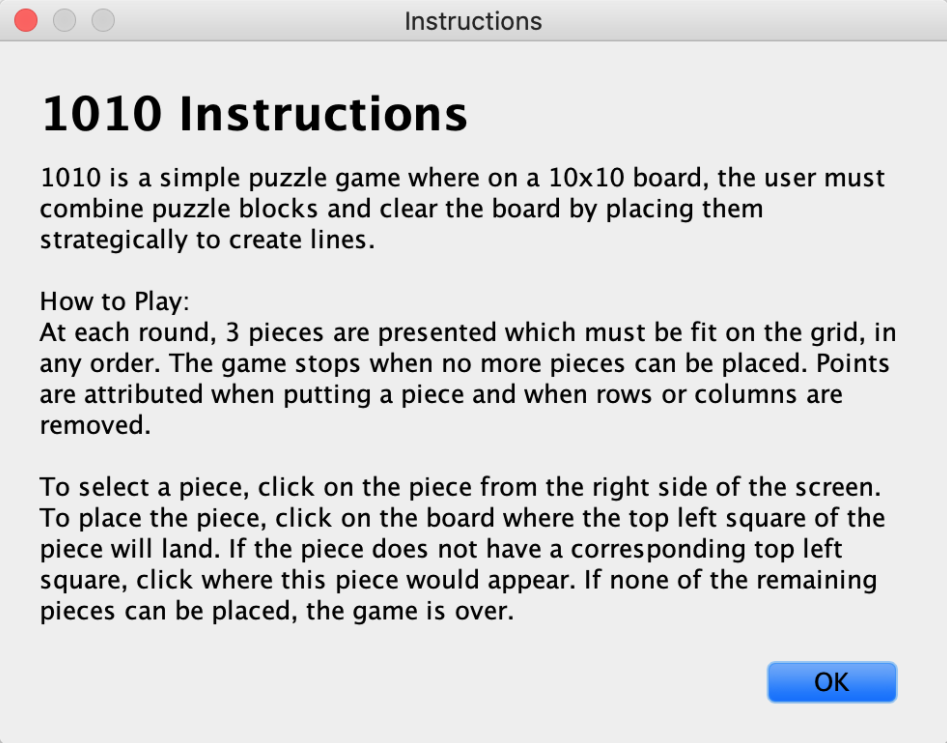 Instructions
1010 Instructions
1010 is a simple puzzle game where on a 10x10 board, the user must
combine puzzle blocks and clear the board by placing them
strategically to create lines.
How to Play:
At each round, 3 pieces are presented which must be fit on the grid, in
any order. The game stops when no more pieces can be placed. Points
are attributed when putting a piece and when rows or columns are
removed.
To select a piece, click on the piece from the right side of the screen.
To place the piece, click on the board where the top left square of the
piece will land. If the piece does not have a corresponding top left
square, click where this piece would appear. If none of the remaining
pieces can be placed, the game is over.
OK